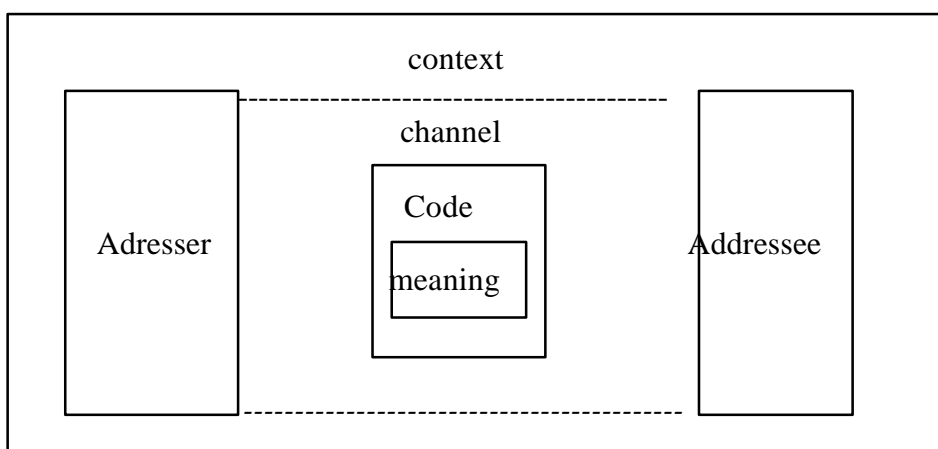 context
channel
Code
Adresser
Addressee
meaning